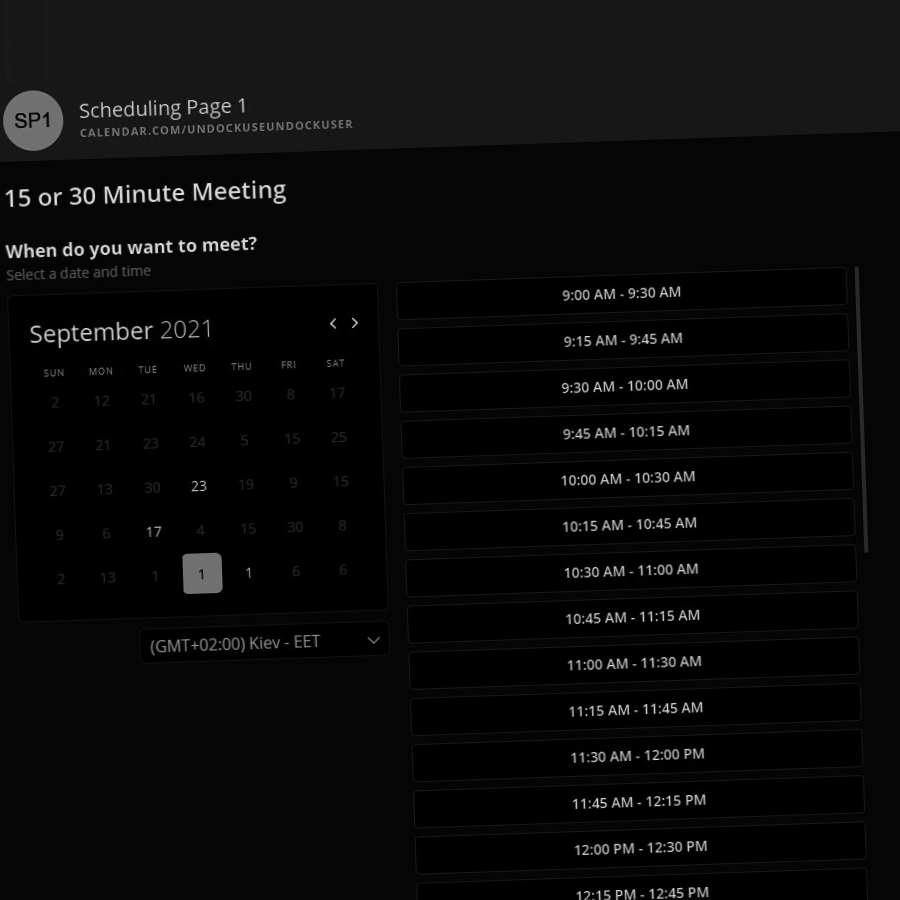 SP1
Scheduling Page 1
CALENDAR.COM/UNDOCKUSEUNDOCKUSER
15 or 30 Minute Meeting
When do you want to meet?
Select a date and time
September 2021
SUN MON TUE WED THU FRI SAT
2 12 21 16 30 8 17
27 21 23 24 5 15 25
27 13 30 23 19 9 15
9 6 17 4 15 30 8
2 13 1 1 1 6 6
(GMT+02:00) Kiev - EET
9:00 AM - 9:30 AM
9:15 AM - 9:45 AM
9:30 AM - 10:00 AM
9:45 AM - 10:15 AM
10:00 AM - 10:30 AM
10:15 AM - 10:45 AM
10:30 AM - 11:00 AM
10:45 AM - 11:15 AM
11:00 AM - 11:30 AM
11:15 AM - 11:45 AM
11:30 AM - 12:00 PM
11:45 AM - 12:15 PM
12:00 PM - 12:30 PM
12:15 PM - 12:45 PM